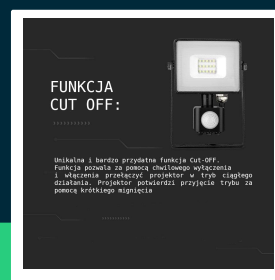 FUNKCJA
CUT OFF:
Unikalna i bardzo przydatna funkcja Cut-OFF.
Funkcja pozwala za pomocą chwilowego wyłączenia
i włączenia przełączyć projektor w tryb ciągłego
działania. Projektor potwierdzi przyjęcie trybu za
pomocą krótkiego mignięcia